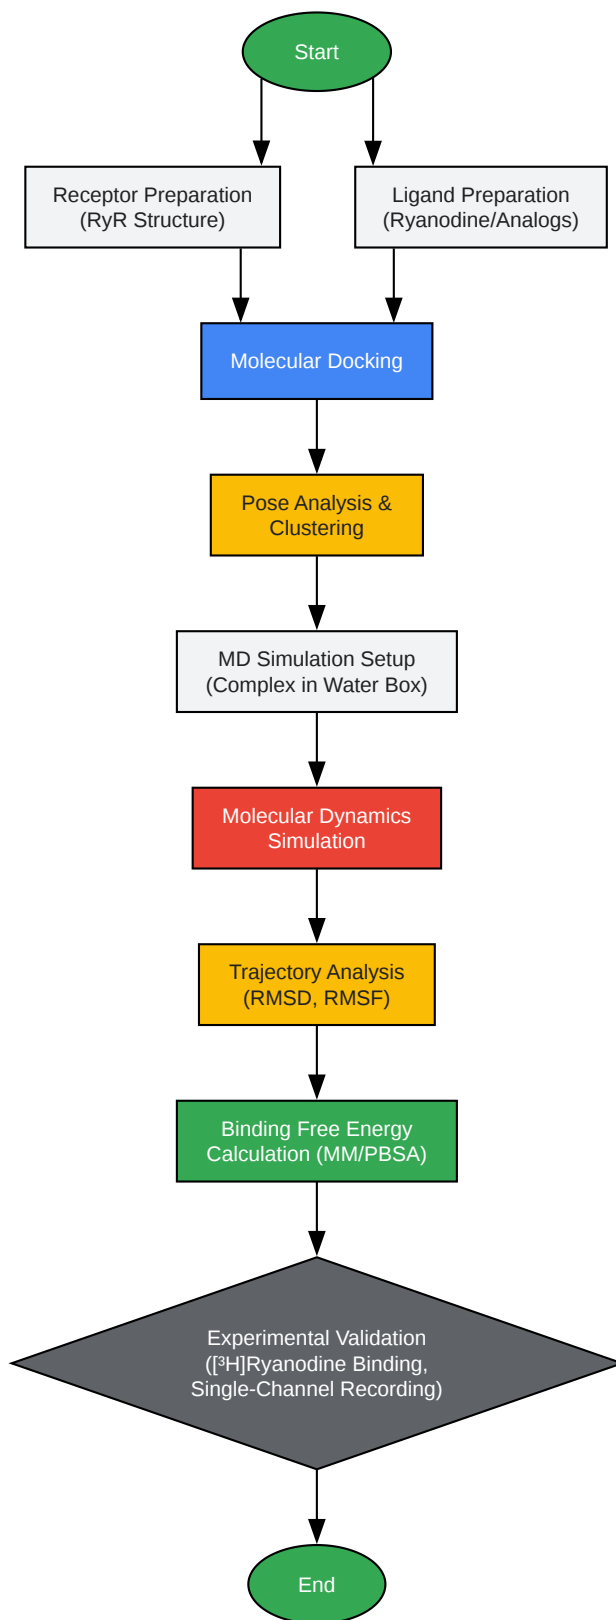 Start
Receptor Preparation
(RyR Structure)
Ligand Preparation
(Ryanodine/Analogs)
Molecular Docking
Pose Analysis &
Clustering
MD Simulation Setup
(Complex in Water Box)
Molecular Dynamics
Simulation
Trajectory Analysis
(RMSD, RMSF)
Binding Free Energy
Calculation (MM/PBSA)
Experimental Validation
([³H]Ryanodine Binding,
Single-Channel Recording)
End